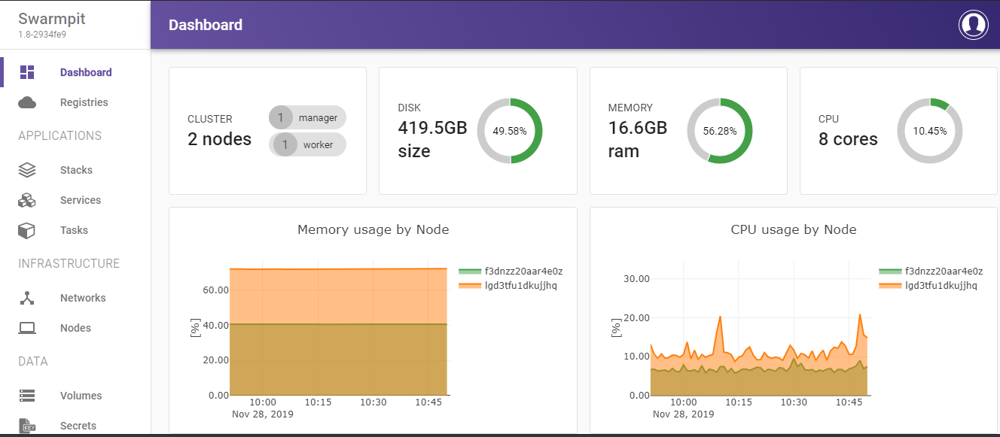 Swarmpit
1.8-2934fe9
Dashboard
Dashboard
Registries
APPLICATIONS
Stacks
Services
Tasks
INFRASTRUCTURE
Networks
Nodes
DATA
Volumes
KEY
Secrets
CLUSTER
2 nodes
1 manager
1 worker
DISK
419.5GB
size
49.58%
MEMORY
16.6GB
ram
56.28%
CPU
8 cores
10.45%
Memory usage by Node
f3dnzz20aar4e0z
lgd3tfu1dkujjhq
[%]
60.00
40.00
20.00
0.00
10:00 10:15 10:30 10:45
Nov 28, 2019
CPU usage by Node
f3dnzz20aar4e0z
lgd3tfu1dkujjhq
[%]
30.00
20.00
10.00
0.00
10:00 10:15 10:30 10:45
Nov 28, 2019